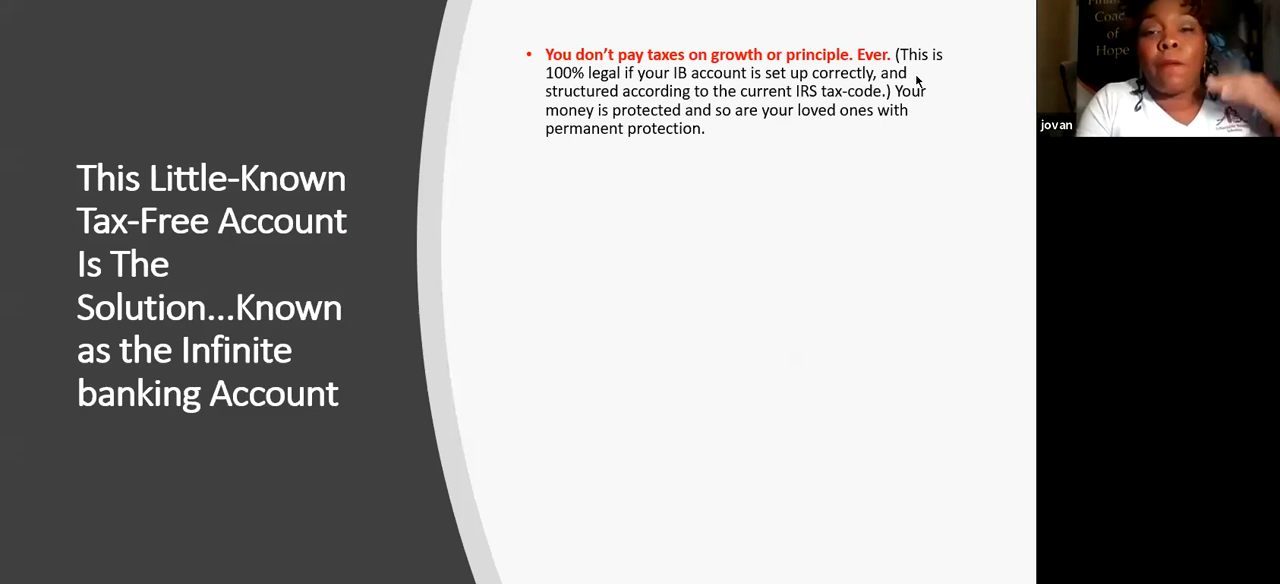 This Little-Known
Tax-Free Account
Is The
Solution...Known
as the Infinite
banking Account
• You don't pay taxes on growth or principle. Ever. (This is
100% legal if your IB account is set up correctly, and
structured according to the current IRS tax-code.) Your
money is protected and so are your loved ones with
permanent protection.
Coac
of
Hope
jovan